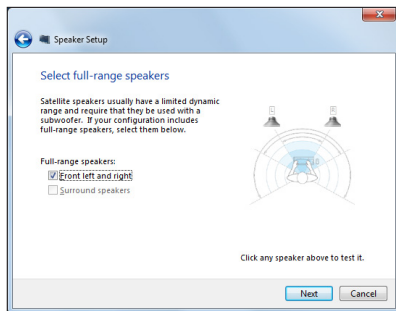 Speaker Setup
Select full-range speakers
Satellite speakers usually have a limited dynamic
range and require that they be used with a
subwoofer. If your configuration includes
full-range speakers, select them below.
L
R
Full-range speakers:
Front left and right
Surround speakers
Click any speaker above to test it.
Next
Cancel